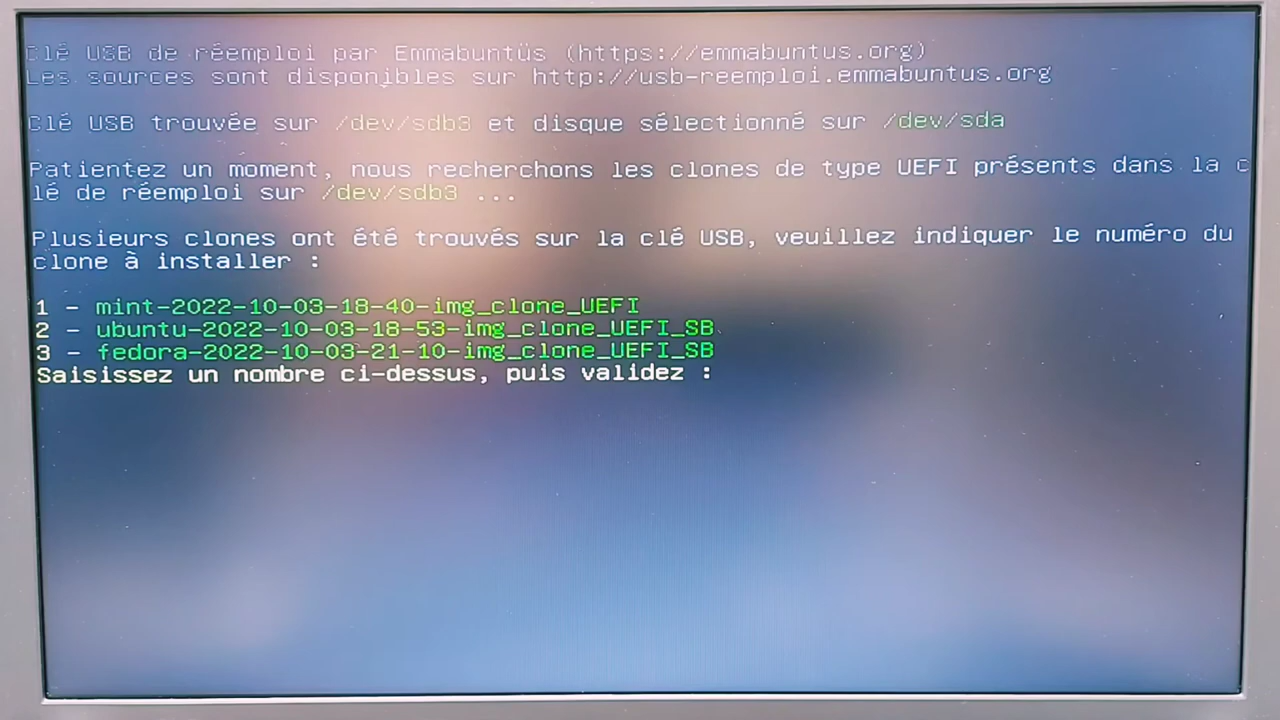 Clé USB de réemploi par Emmabuntüs (https://emmabuntus.org)
Les sources sont disponibles sur http://usb-reemploi.emmabuntus.org
Clé USB trouvée sur /dev/sdb3 et disque sélectionné sur /dev/sda
Patientez un moment, nous recherchons les clones de type UEFI présents dans la c
lé de réemploi sur /dev/sdb3 ...
Plusieurs clones ont été trouvés sur la clé USB, veuillez indiquer le numéro du
clone à installer :
1 - mint-2022-10-03-18-40-img_clone_UEFI
2 - ubuntu-2022-10-03-18-53-img_clone_UEFI_SB
3 - fedora-2022-10-03-21-10-img_clone_UEFI_SB
Saisissez un nombre ci-dessus, puis validez :